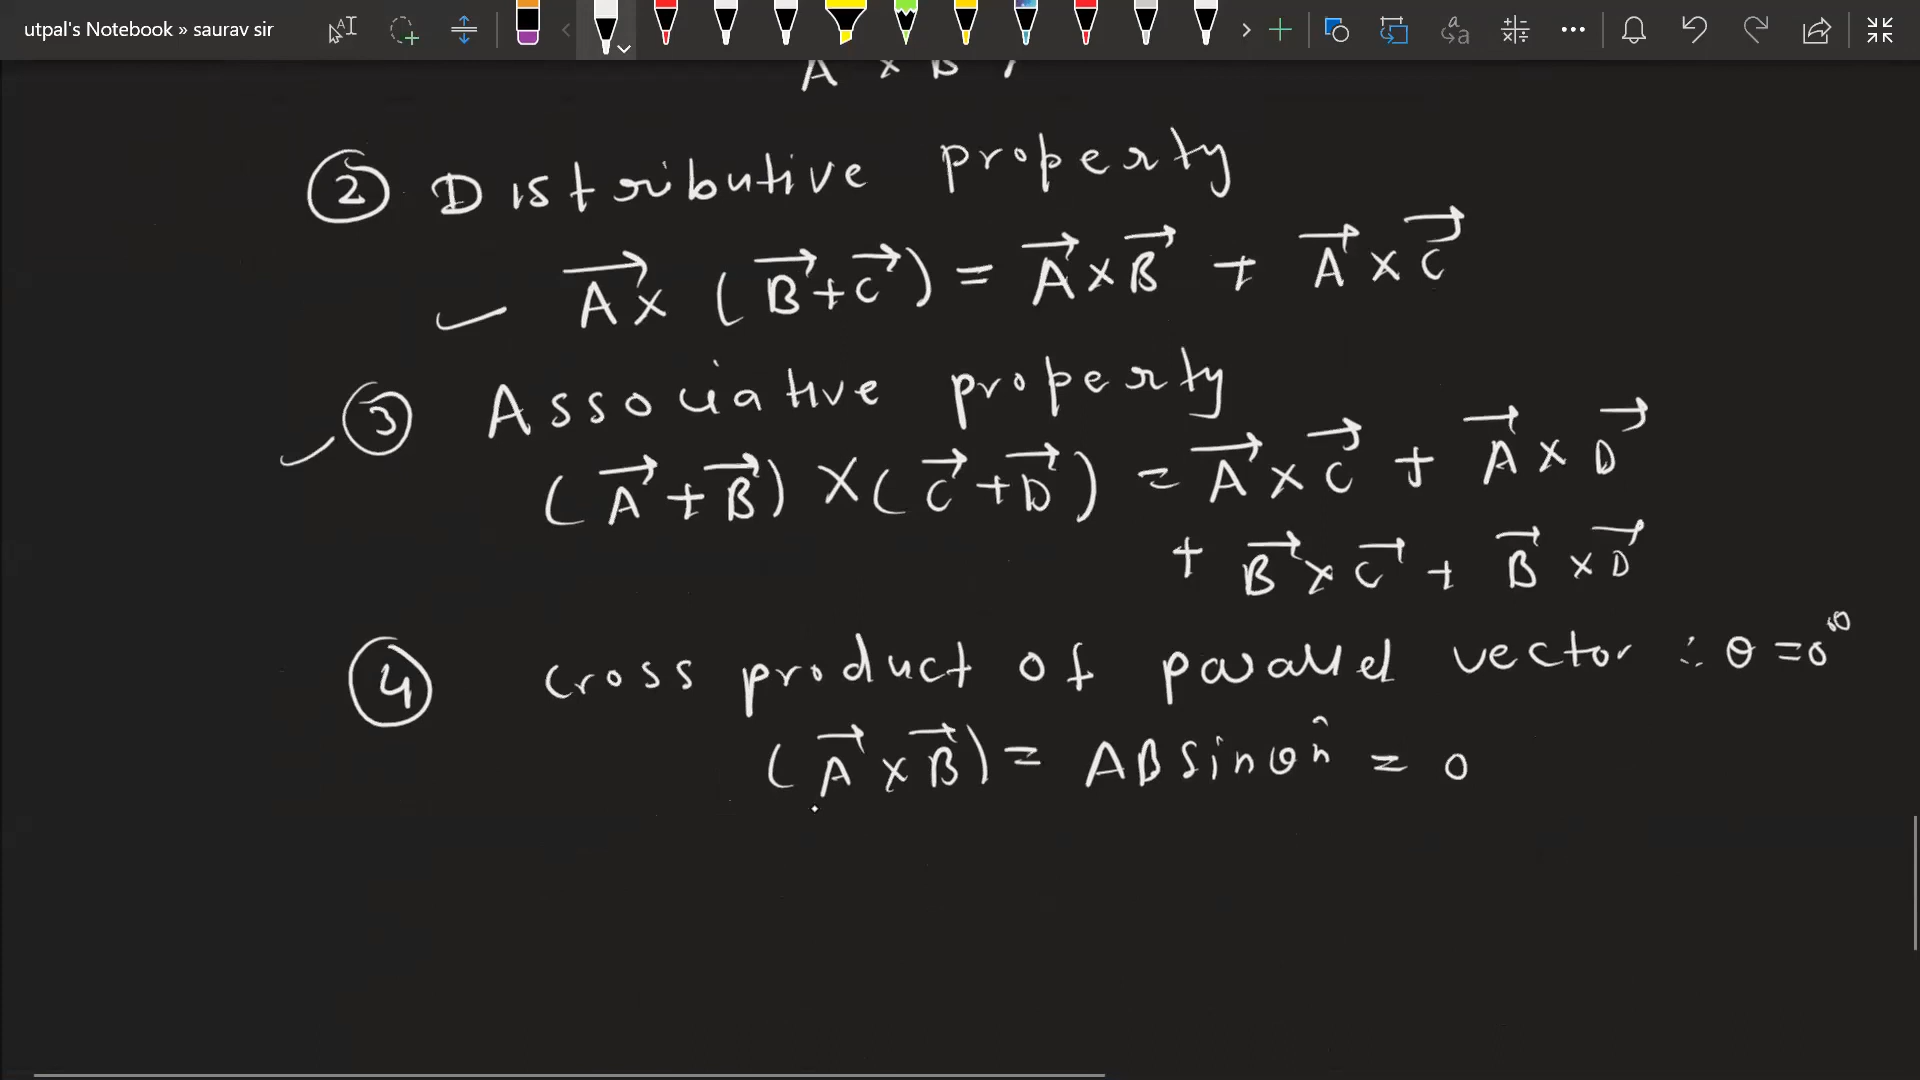 utpal's Notebook » saurav sir
A × B
② Distributive property
A⃗ × (B⃗ + C⃗) = A⃗ × B⃗ + A⃗ × C⃗
③ Associative property
(A⃗ + B⃗) × (C⃗ + D⃗) = A⃗ × C⃗ + A⃗ × D⃗
+ B⃗ × C⃗ + B⃗ × D⃗
④ Cross product of parallel vector ∴ θ = 0°
(A⃗ × B⃗) = AB Sin θ n̂ = 0